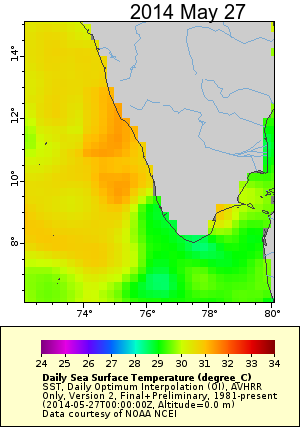 2014 May 27
14°
12°
10°
8°
74° 76° 78° 80°
24 25 26 27 28 29 30 31 32 33 34
Daily Sea Surface Temperature (degree_C)
SST, Daily Optimum Interpolation (OI), AVHRR
Only, Version 2, Final+Preliminary, 1981-present
(2014-05-27T00:00:00Z, Altitude=0.0 m)
Data courtesy of NOAA NCEI